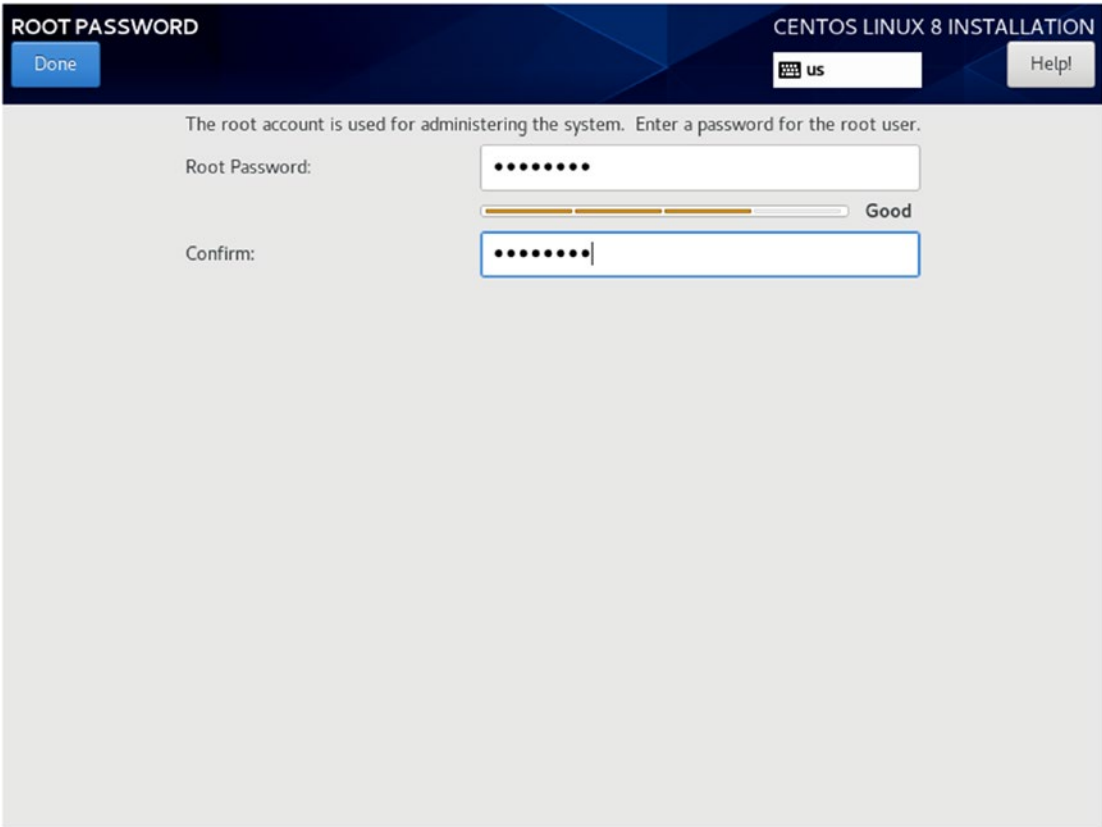 ROOT PASSWORD
CENTOS LINUX 8 INSTALLATION
Done
us
Help!
The root account is used for administering the system. Enter a password for the root user.
Root Password:
••••••••
Good
Confirm:
••••••••